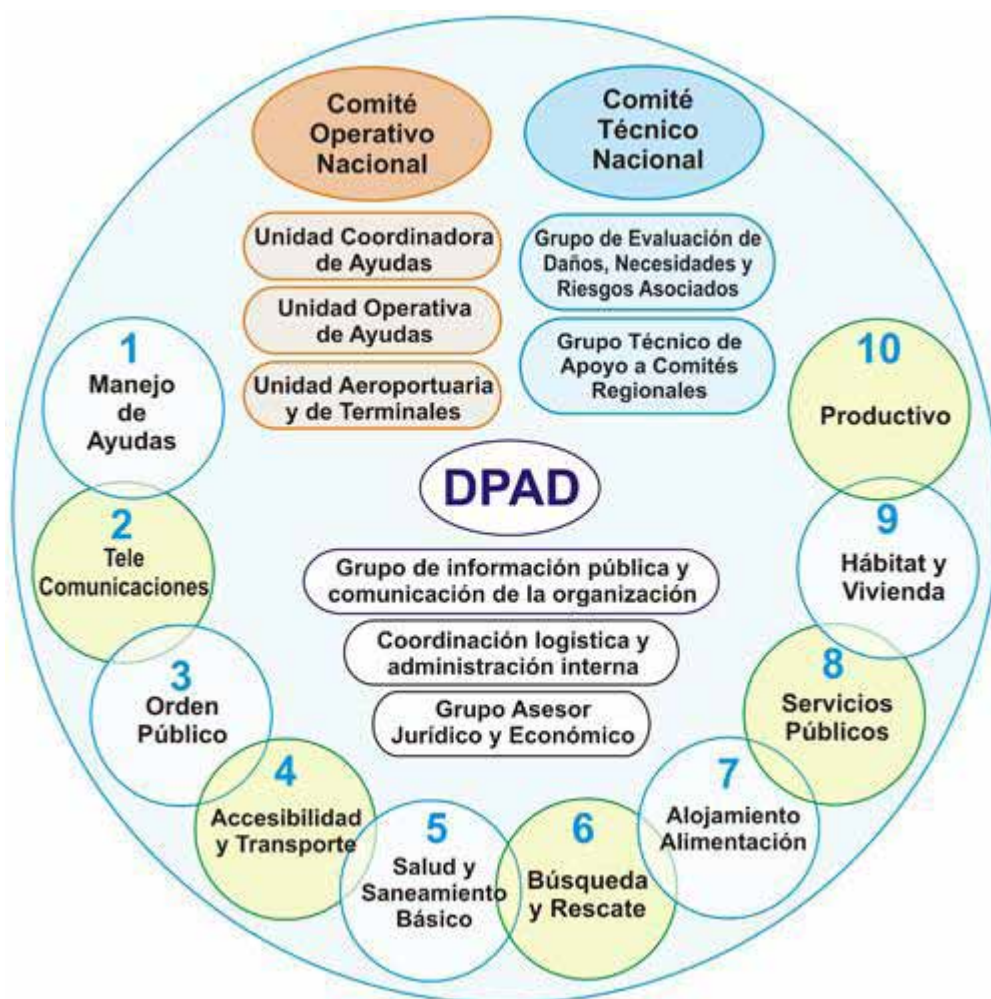 Comité
Operativo
Nacional
Comité
Técnico
Nacional
Unidad Coordinadora
de Ayudas
Unidad Operativa
de Ayudas
Unidad Aeroportuaria
y de Terminales
Grupo de Evaluación de
Daños, Necesidades y
Riesgos Asociados
Grupo Técnico de
Apoyo a Comités
Regionales
DPAD
Grupo de información pública y
comunicación de la organización
Coordinación logística y
administración interna
Grupo Asesor
Jurídico y Económico
1
Manejo
de
Ayudas
2
Tele
Comunicaciones
3
Orden
Público
4
Accesibilidad
y Transporte
5
Salud y
Saneamiento
Básico
6
Búsqueda
y Rescate
7
Alojamiento
Alimentación
8
Servicios
Públicos
9
Hábitat y
Vivienda
10
Productivo